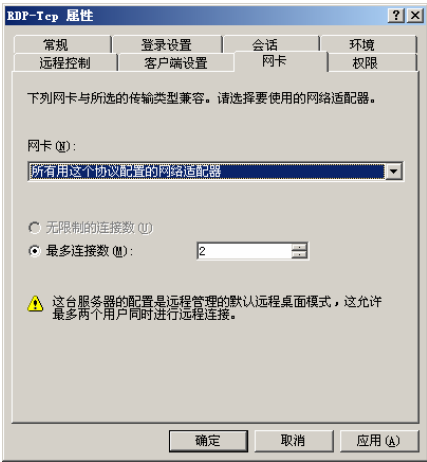 RDP-Tcp 属性
常规 登录设置 会话 环境
远程控制 客户端设置 网卡 权限
下列网卡与所选的传输类型兼容。请选择要使用的网络适配器。
网卡(N):
所有用这个协议配置的网络适配器
无限制的连接数(U)
最多连接数(M): 2
这台服务器的配置是远程管理的默认远程桌面模式，这允许
最多两个用户同时进行远程连接。
确定 取消 应用(A)